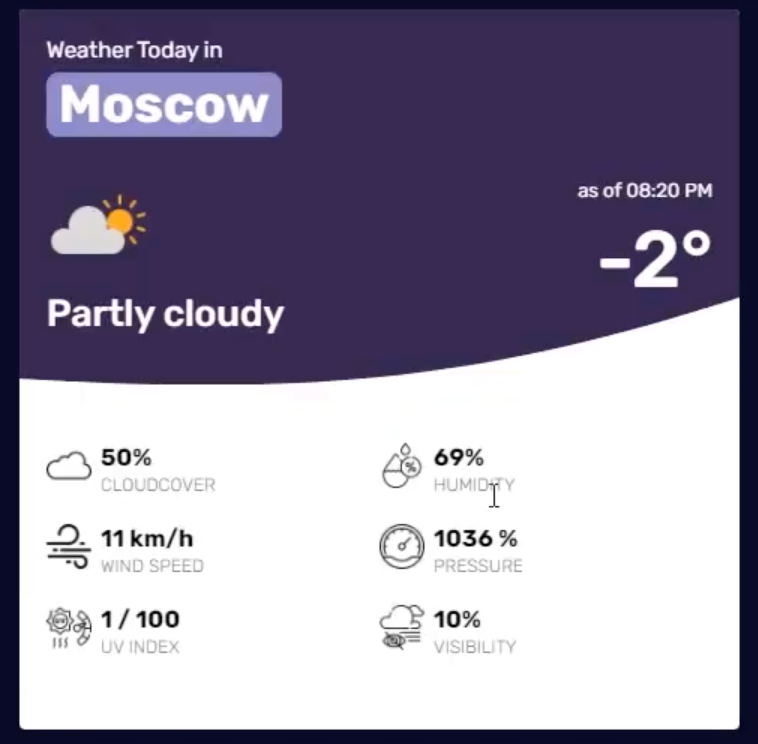 Weather Today in
Moscow
as of 08:20 PM
-2°
Partly cloudy
50%
CLOUDCOVER
69%
HUMIDITY
11 km/h
WIND SPEED
1036 %
PRESSURE
1 / 100
UV INDEX
10%
VISIBILITY